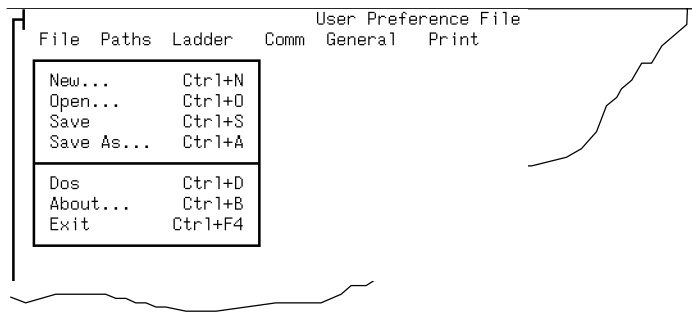 User Preference File
File Paths Ladder Comm General Print
New... Ctrl+N
Open... Ctrl+O
Save Ctrl+S
Save As... Ctrl+A
Dos Ctrl+D
About... Ctrl+B
Exit Ctrl+F4